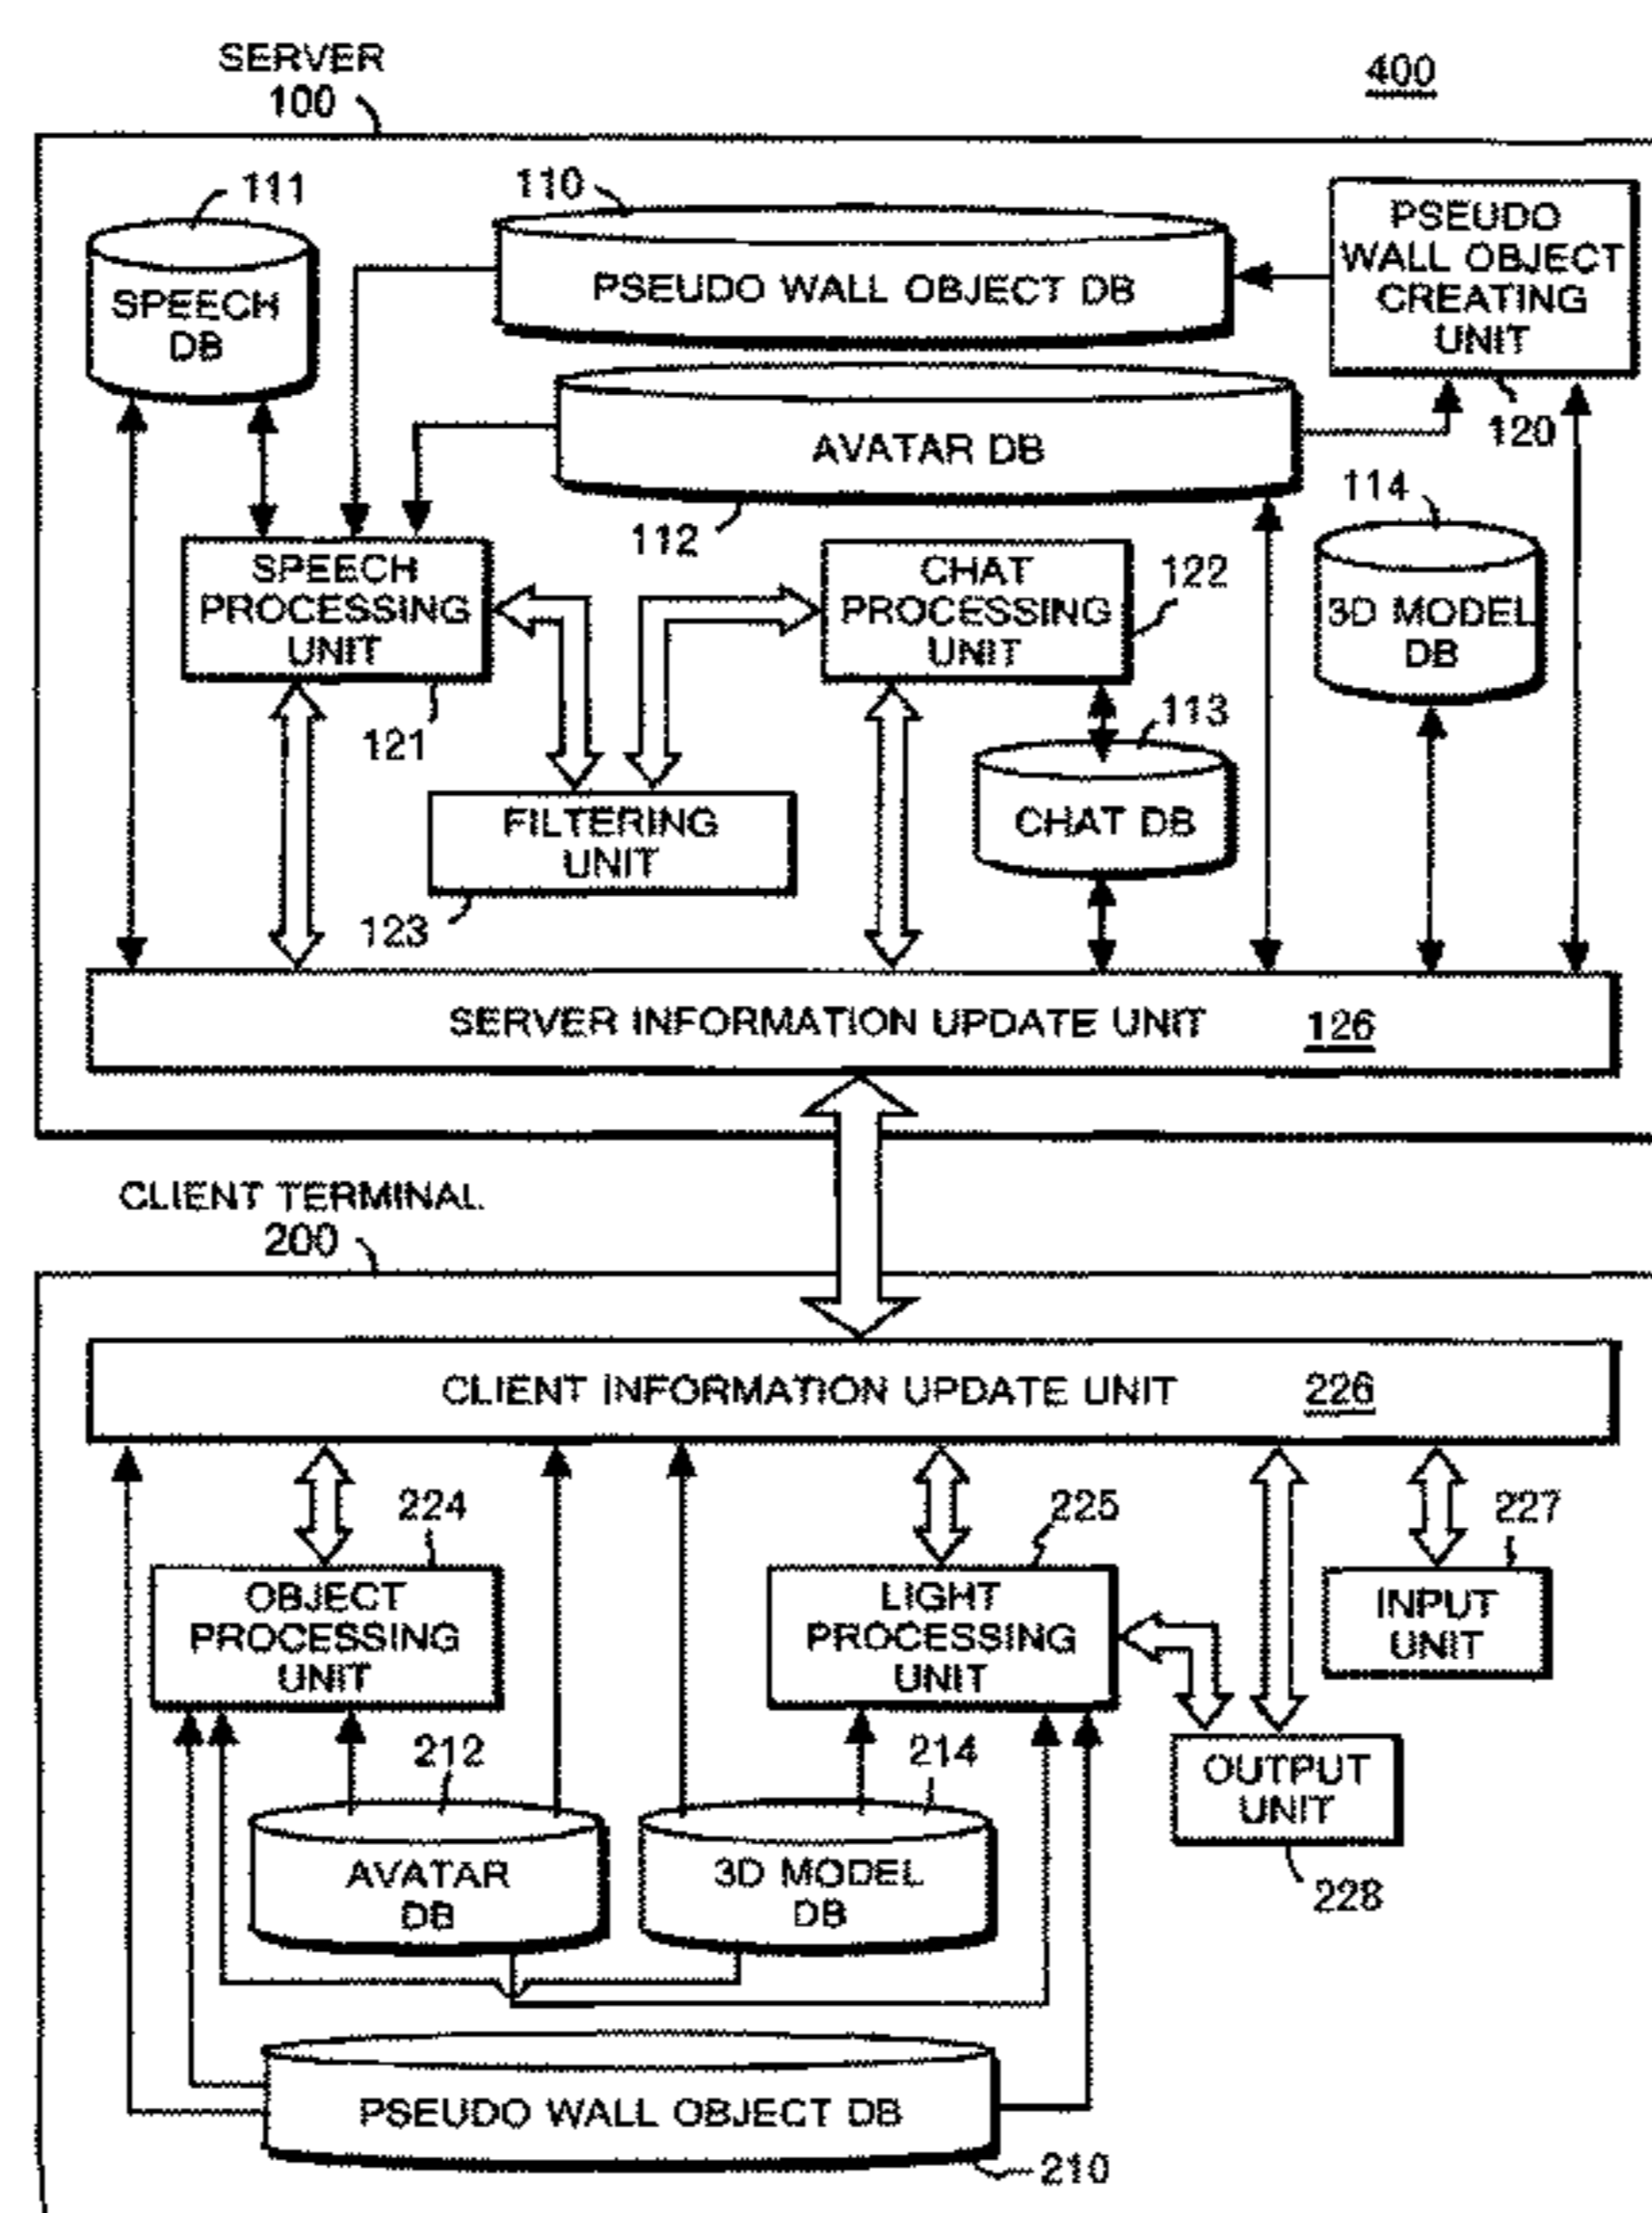 SERVER
100
400
111
110
PSEUDO
WALL OBJECT
CREATING
UNIT
SPEECH
DB
PSEUDO WALL OBJECT DB
120
AVATAR DB
112
114
SPEECH
PROCESSING
UNIT
CHAT
PROCESSING
UNIT
122
3D MODEL
DB
121
113
FILTERING
UNIT
CHAT DB
123
SERVER INFORMATION UPDATE UNIT 126
CLIENT TERMINAL
200
CLIENT INFORMATION UPDATE UNIT 226
224
225
227
OBJECT
PROCESSING
UNIT
LIGHT
PROCESSING
UNIT
INPUT
UNIT
212
214
OUTPUT
UNIT
AVATAR
DB
3D MODEL
DB
228
PSEUDO WALL OBJECT DB
210